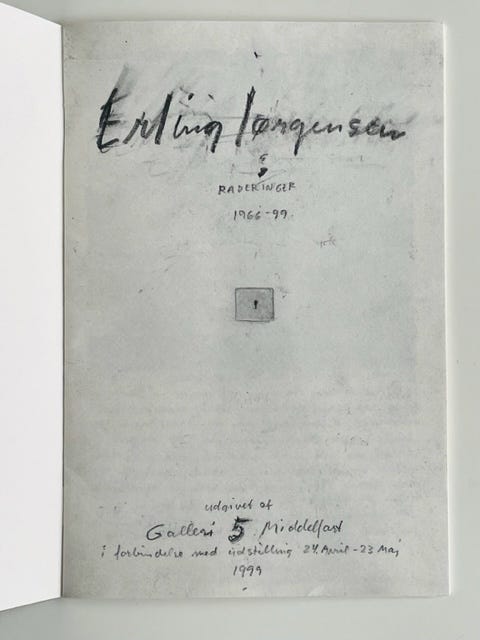 Erling Jørgensen
RADERINGER
1966-99
udgivet af
Galleri 5 Middelfart
i forbindelse med udstilling 24. April - 23 Maj
1999